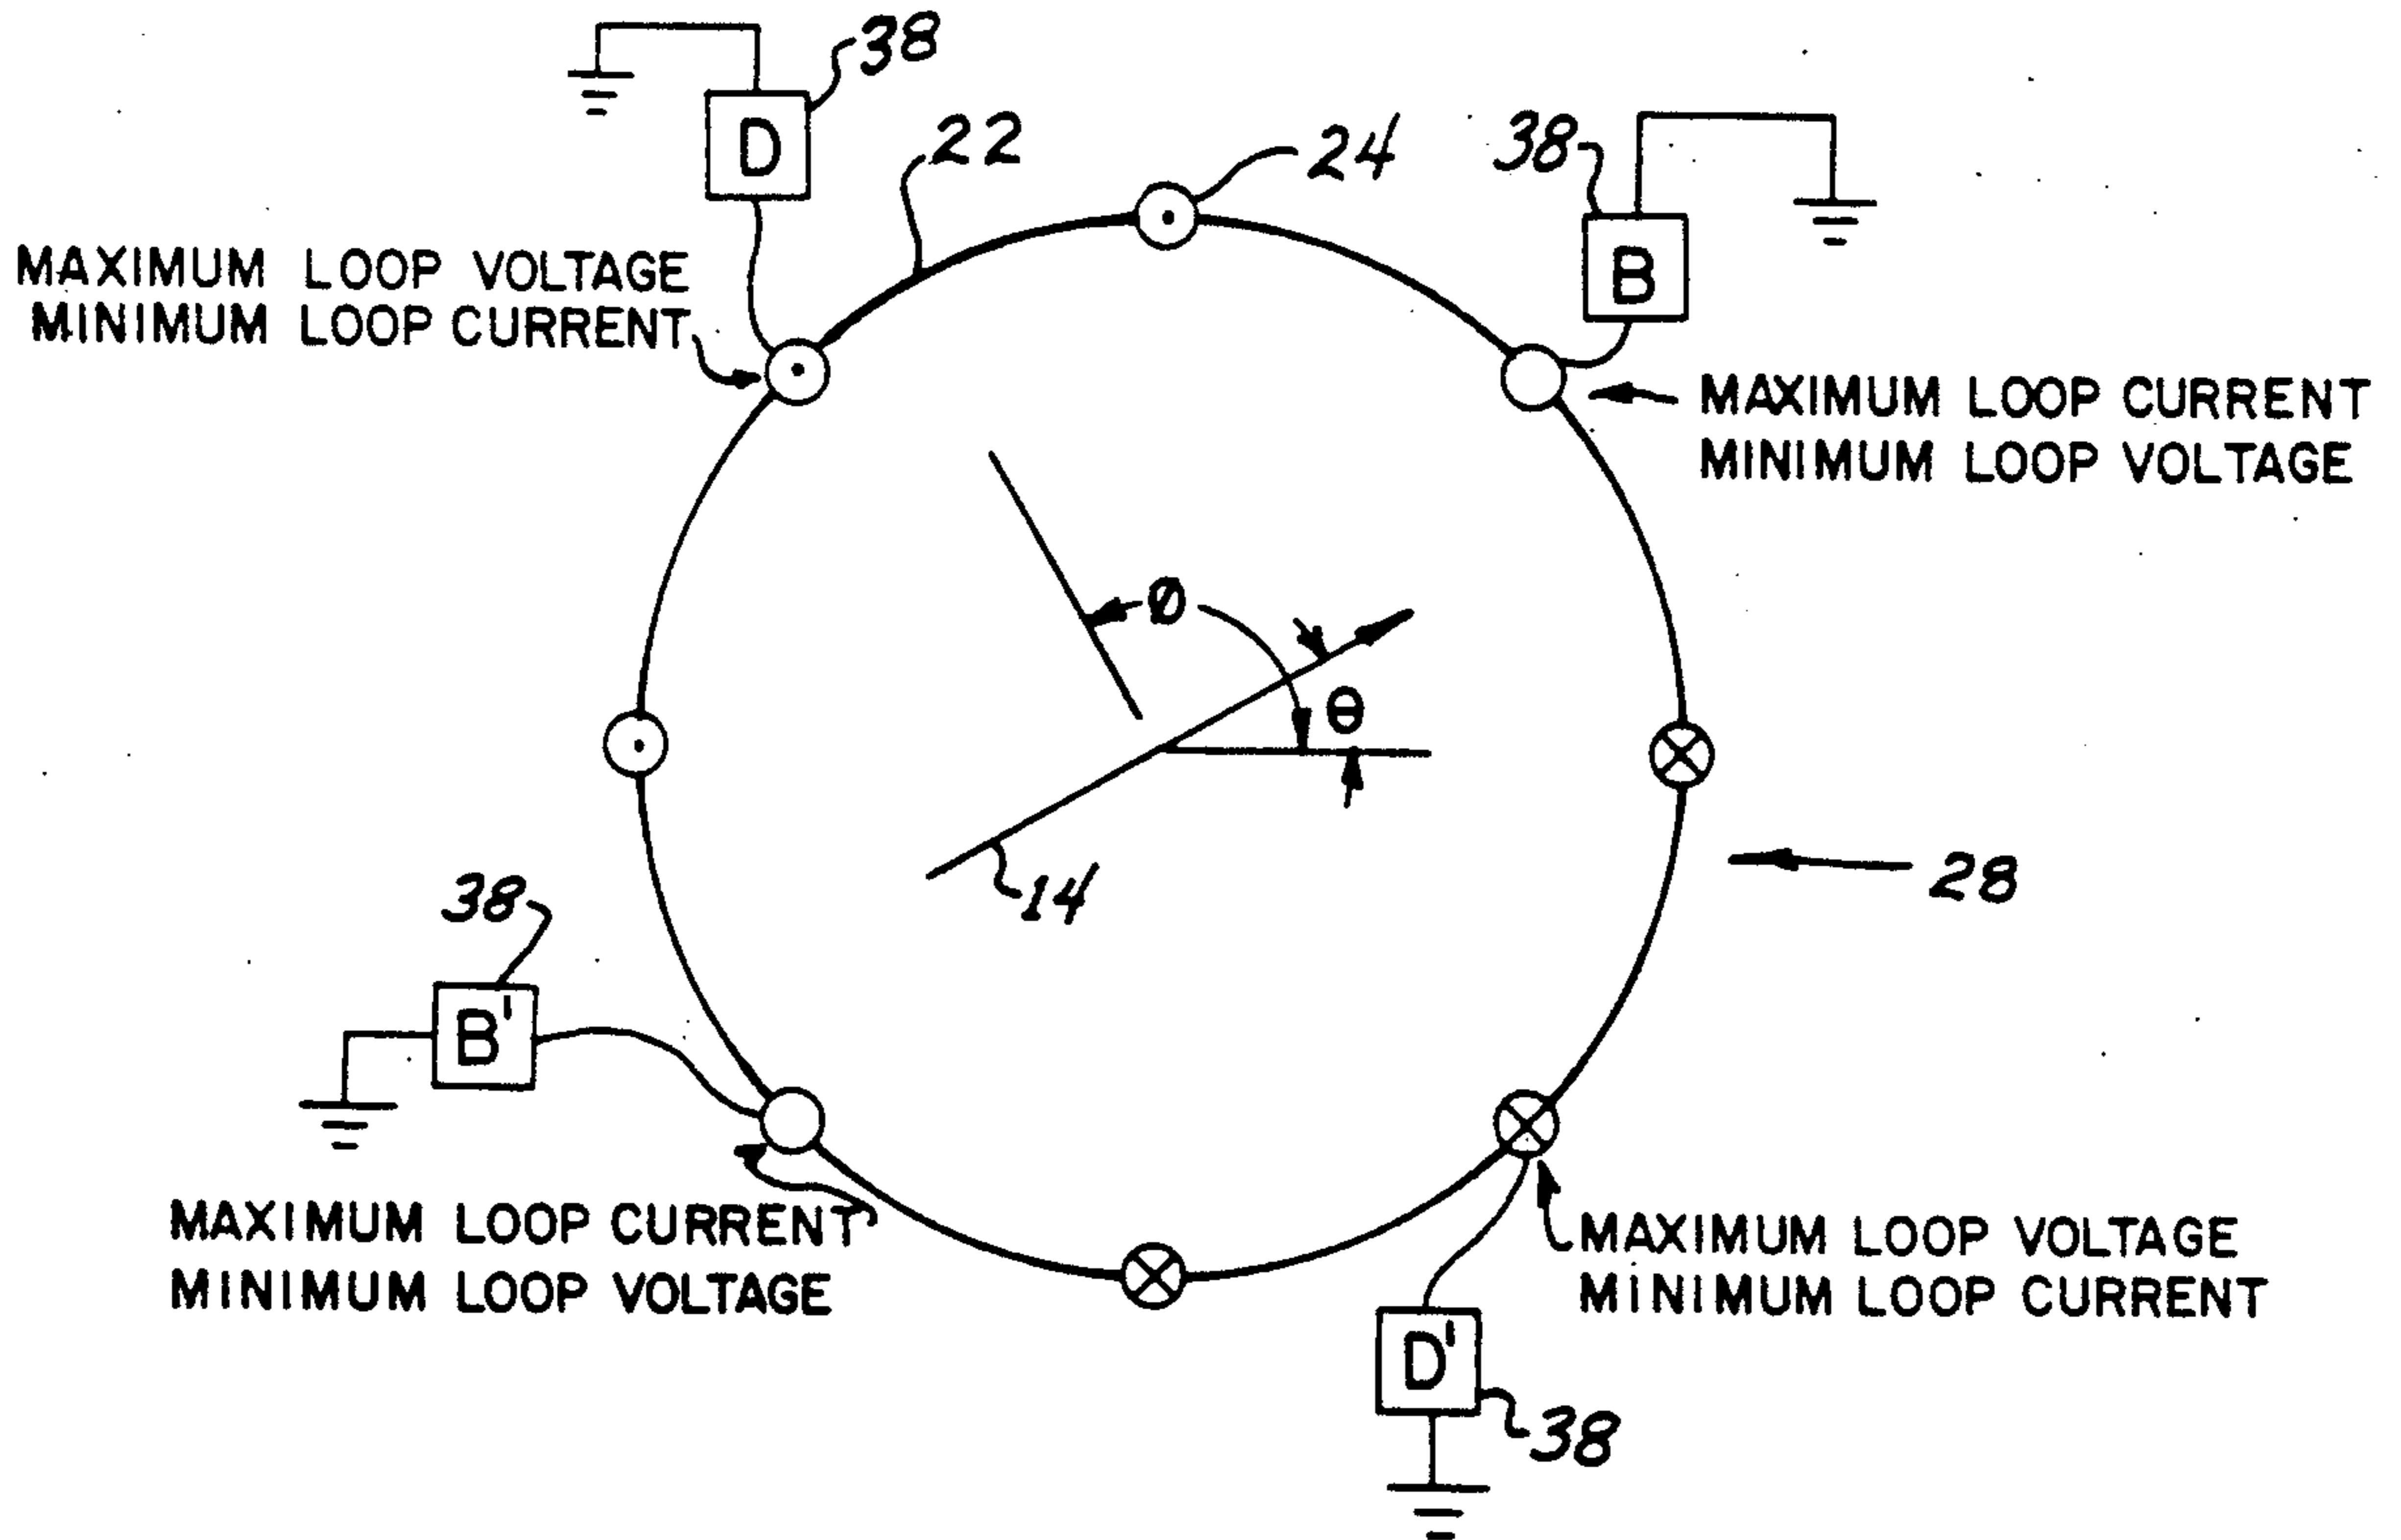 38
D
22
24
38
B
MAXIMUM LOOP VOLTAGE
MINIMUM LOOP CURRENT
MAXIMUM LOOP CURRENT
MINIMUM LOOP VOLTAGE
Ø
θ
14
28
38
B'
MAXIMUM LOOP CURRENT
MINIMUM LOOP VOLTAGE
MAXIMUM LOOP VOLTAGE
MINIMUM LOOP CURRENT
D'
38